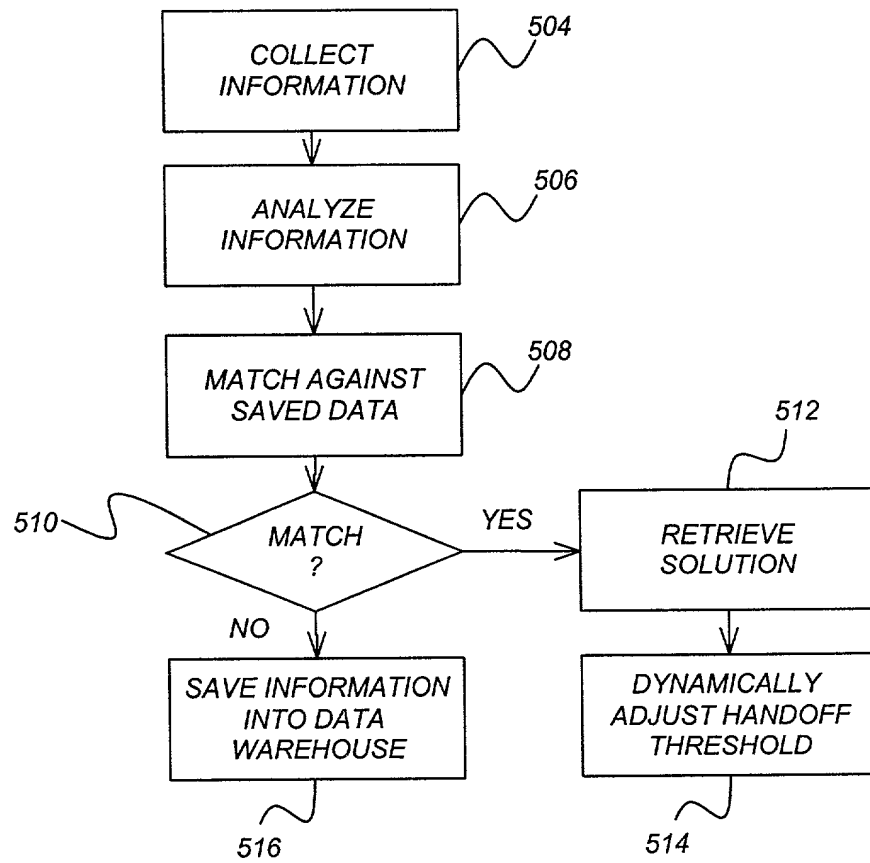 COLLECT
INFORMATION
504
ANALYZE
INFORMATION
506
MATCH AGAINST
SAVED DATA
508
510
MATCH
?
YES
512
RETRIEVE
SOLUTION
NO
SAVE INFORMATION
INTO DATA
WAREHOUSE
516
DYNAMICALLY
ADJUST HANDOFF
THRESHOLD
514